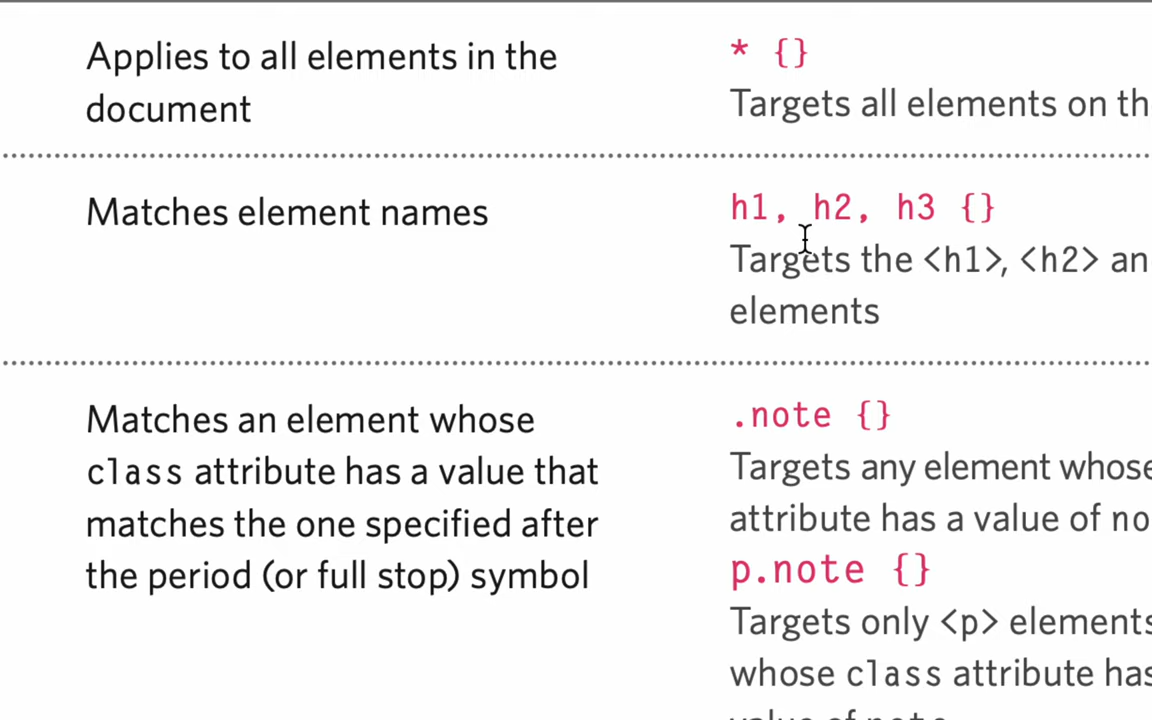 Applies to all elements in the
document
* {}
Targets all elements on
Matches element names
h1, h2, h3 {}
Targets the <h1>, <h2>
elements
Matches an element whose
class attribute has a value that
matches the one specified after
the period (or full stop) symbol
.note {}
Targets any element whose
attribute has a value of
p.note {}
Targets only <p> elements
whose class attribute has
value of note